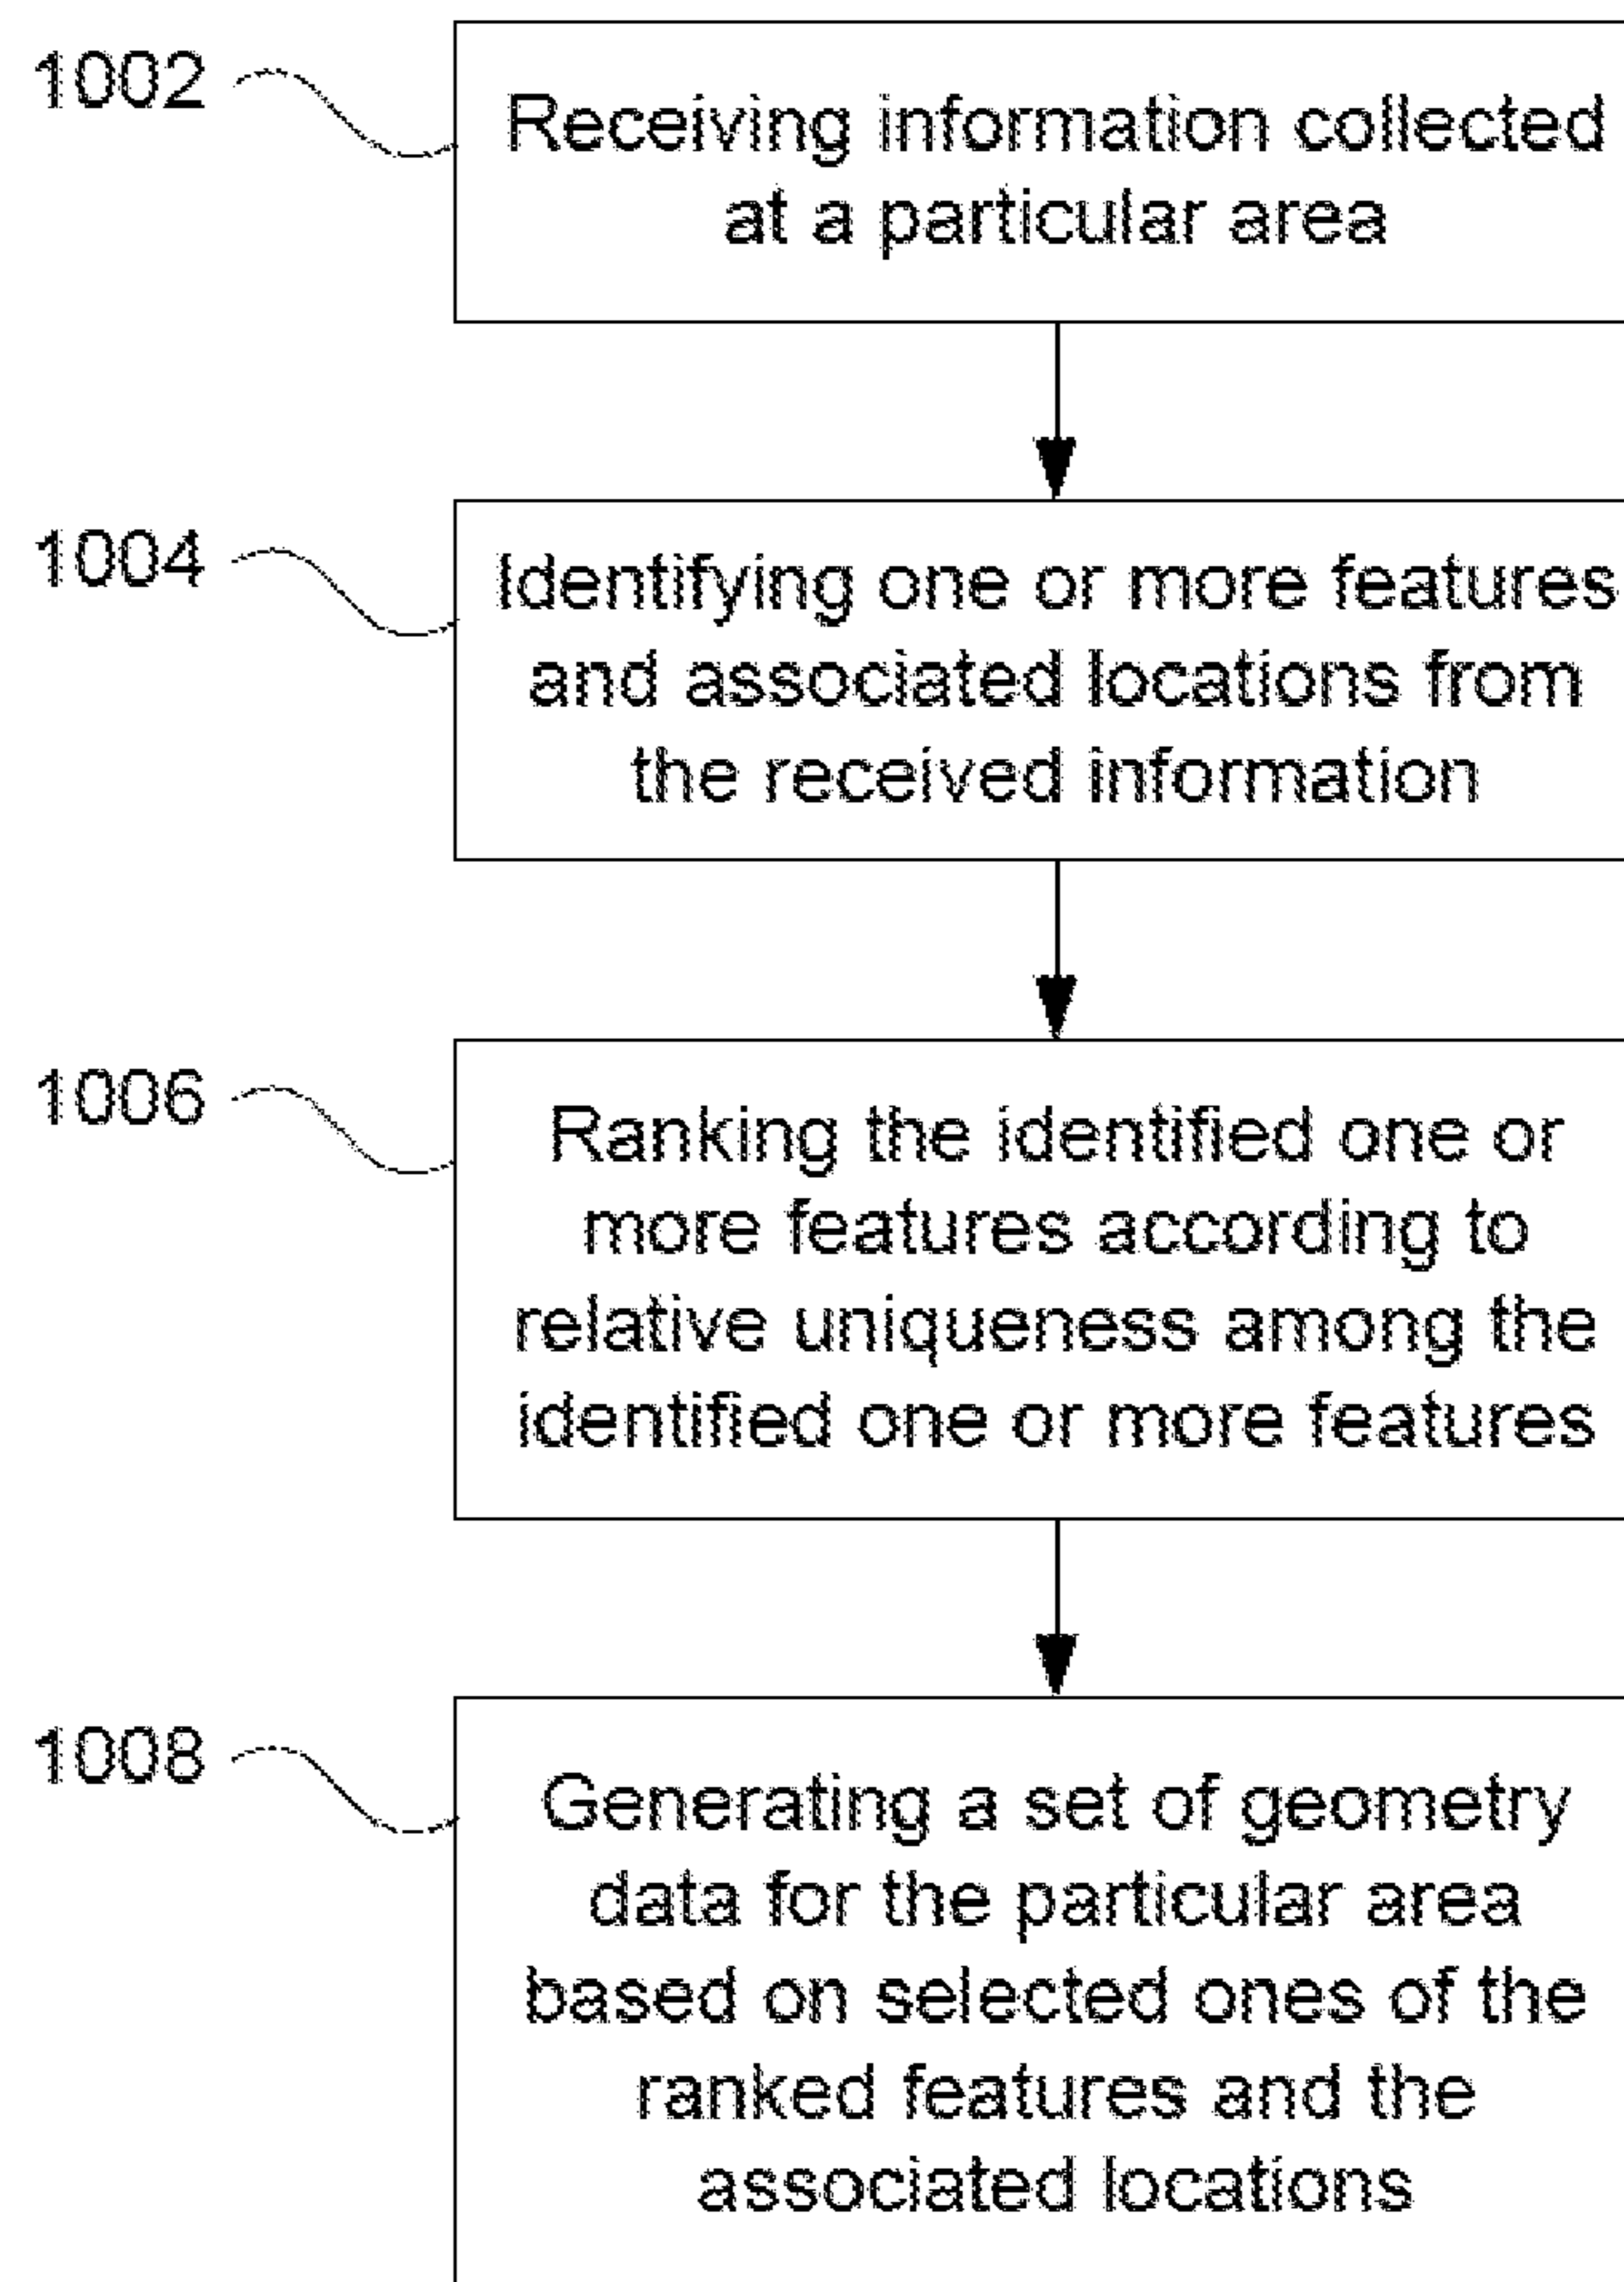 1002
Receiving information collected
at a particular area
1004
Identifying one or more features
and associated locations from
the received information
1006
Ranking the identified one or
more features according to
relative uniqueness among the
identified one or more features
1008
Generating a set of geometry
data for the particular area
based on selected ones of the
ranked features and the
associated locations